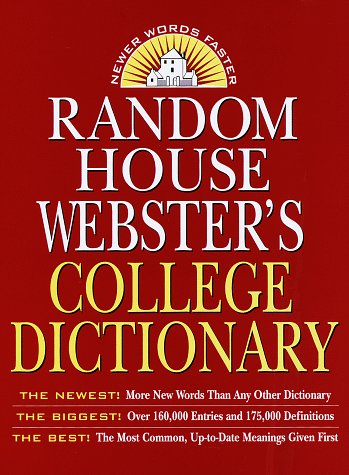 NEWER WORDS FASTER
RANDOM
HOUSE
WEBSTER'S
COLLEGE
DICTIONARY
THE NEWEST! More New Words Than Any Other Dictionary
THE BIGGEST! Over 160,000 Entries and 175,000 Definitions
THE BEST! The Most Common, Up-to-Date Meanings Given First